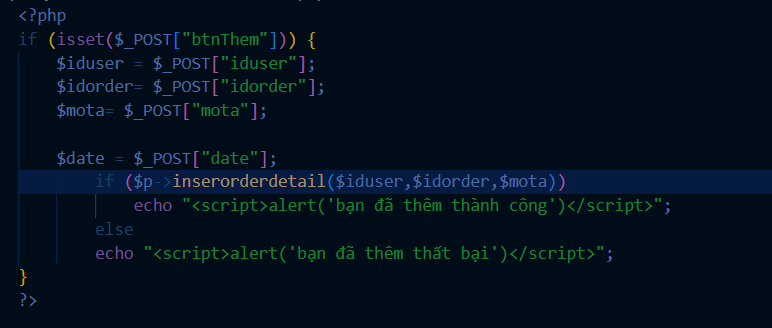 <?php
if (isset($_POST["btnThem"])) {
$iduser = $_POST["iduser"];
$idorder= $_POST["idorder"];
$mota= $_POST["mota"];
$date = $_POST["date"];
if ($p->inserorderdetail($iduser,$idorder,$mota))
echo "<script>alert('bạn đã thêm thành công')</script>";
else
echo "<script>alert('bạn đã thêm thất bại')</script>";
}
?>